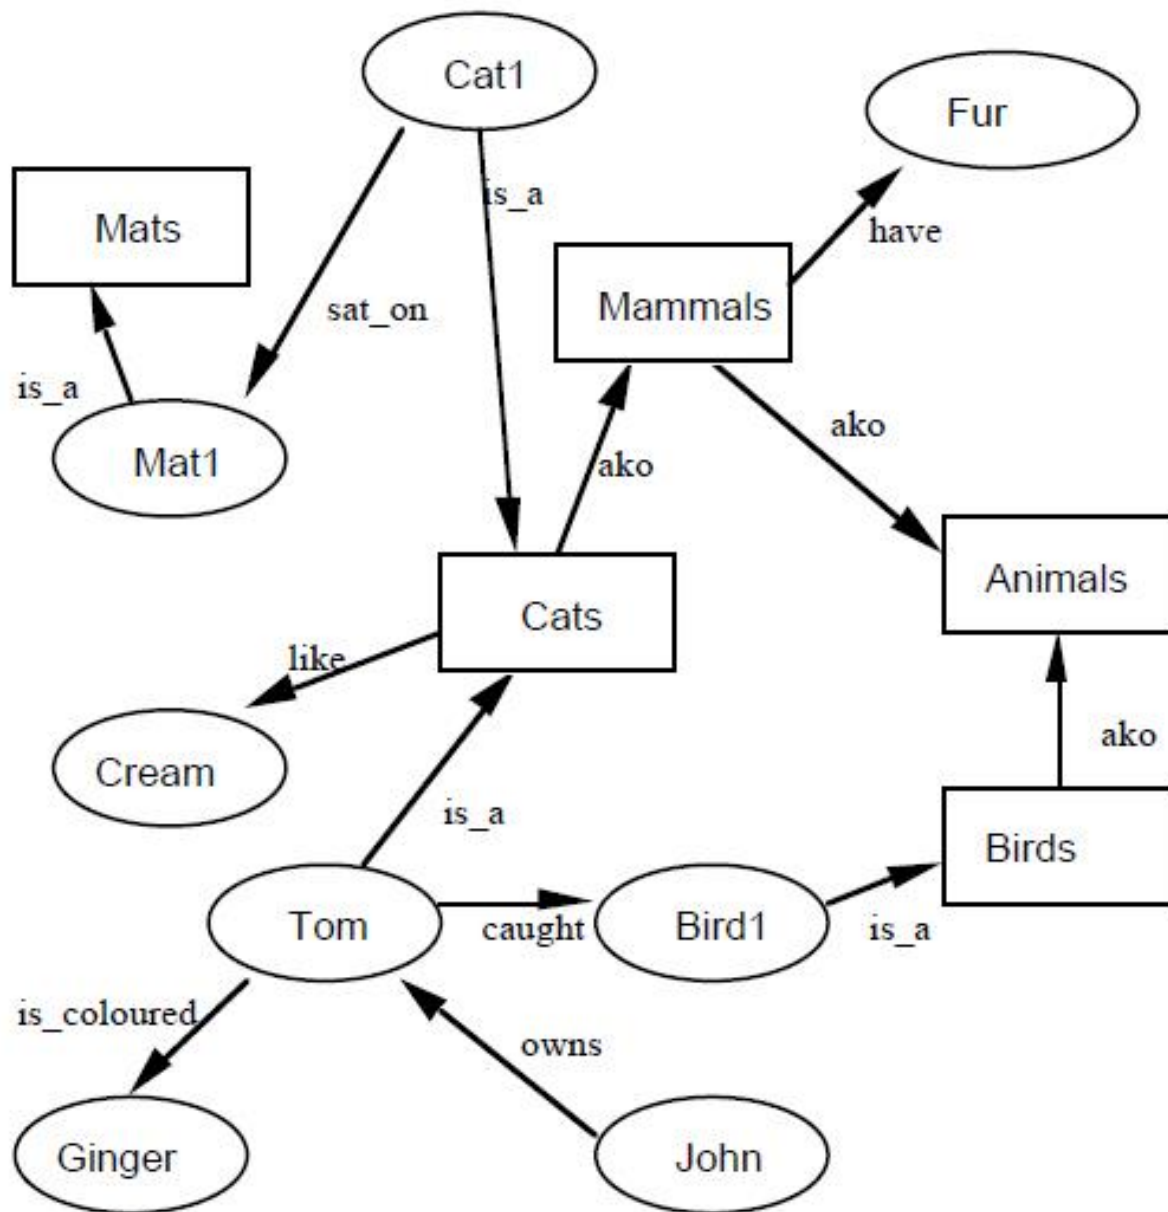 Cat1
Fur
is_a
Mats
have
Mammals
sat_on
is_a
ako
Mat1
ako
Animals
Cats
like
ako
Cream
is_a
Birds
Tom
caught
Bird1
is_a
is_coloured
owns
Ginger
John